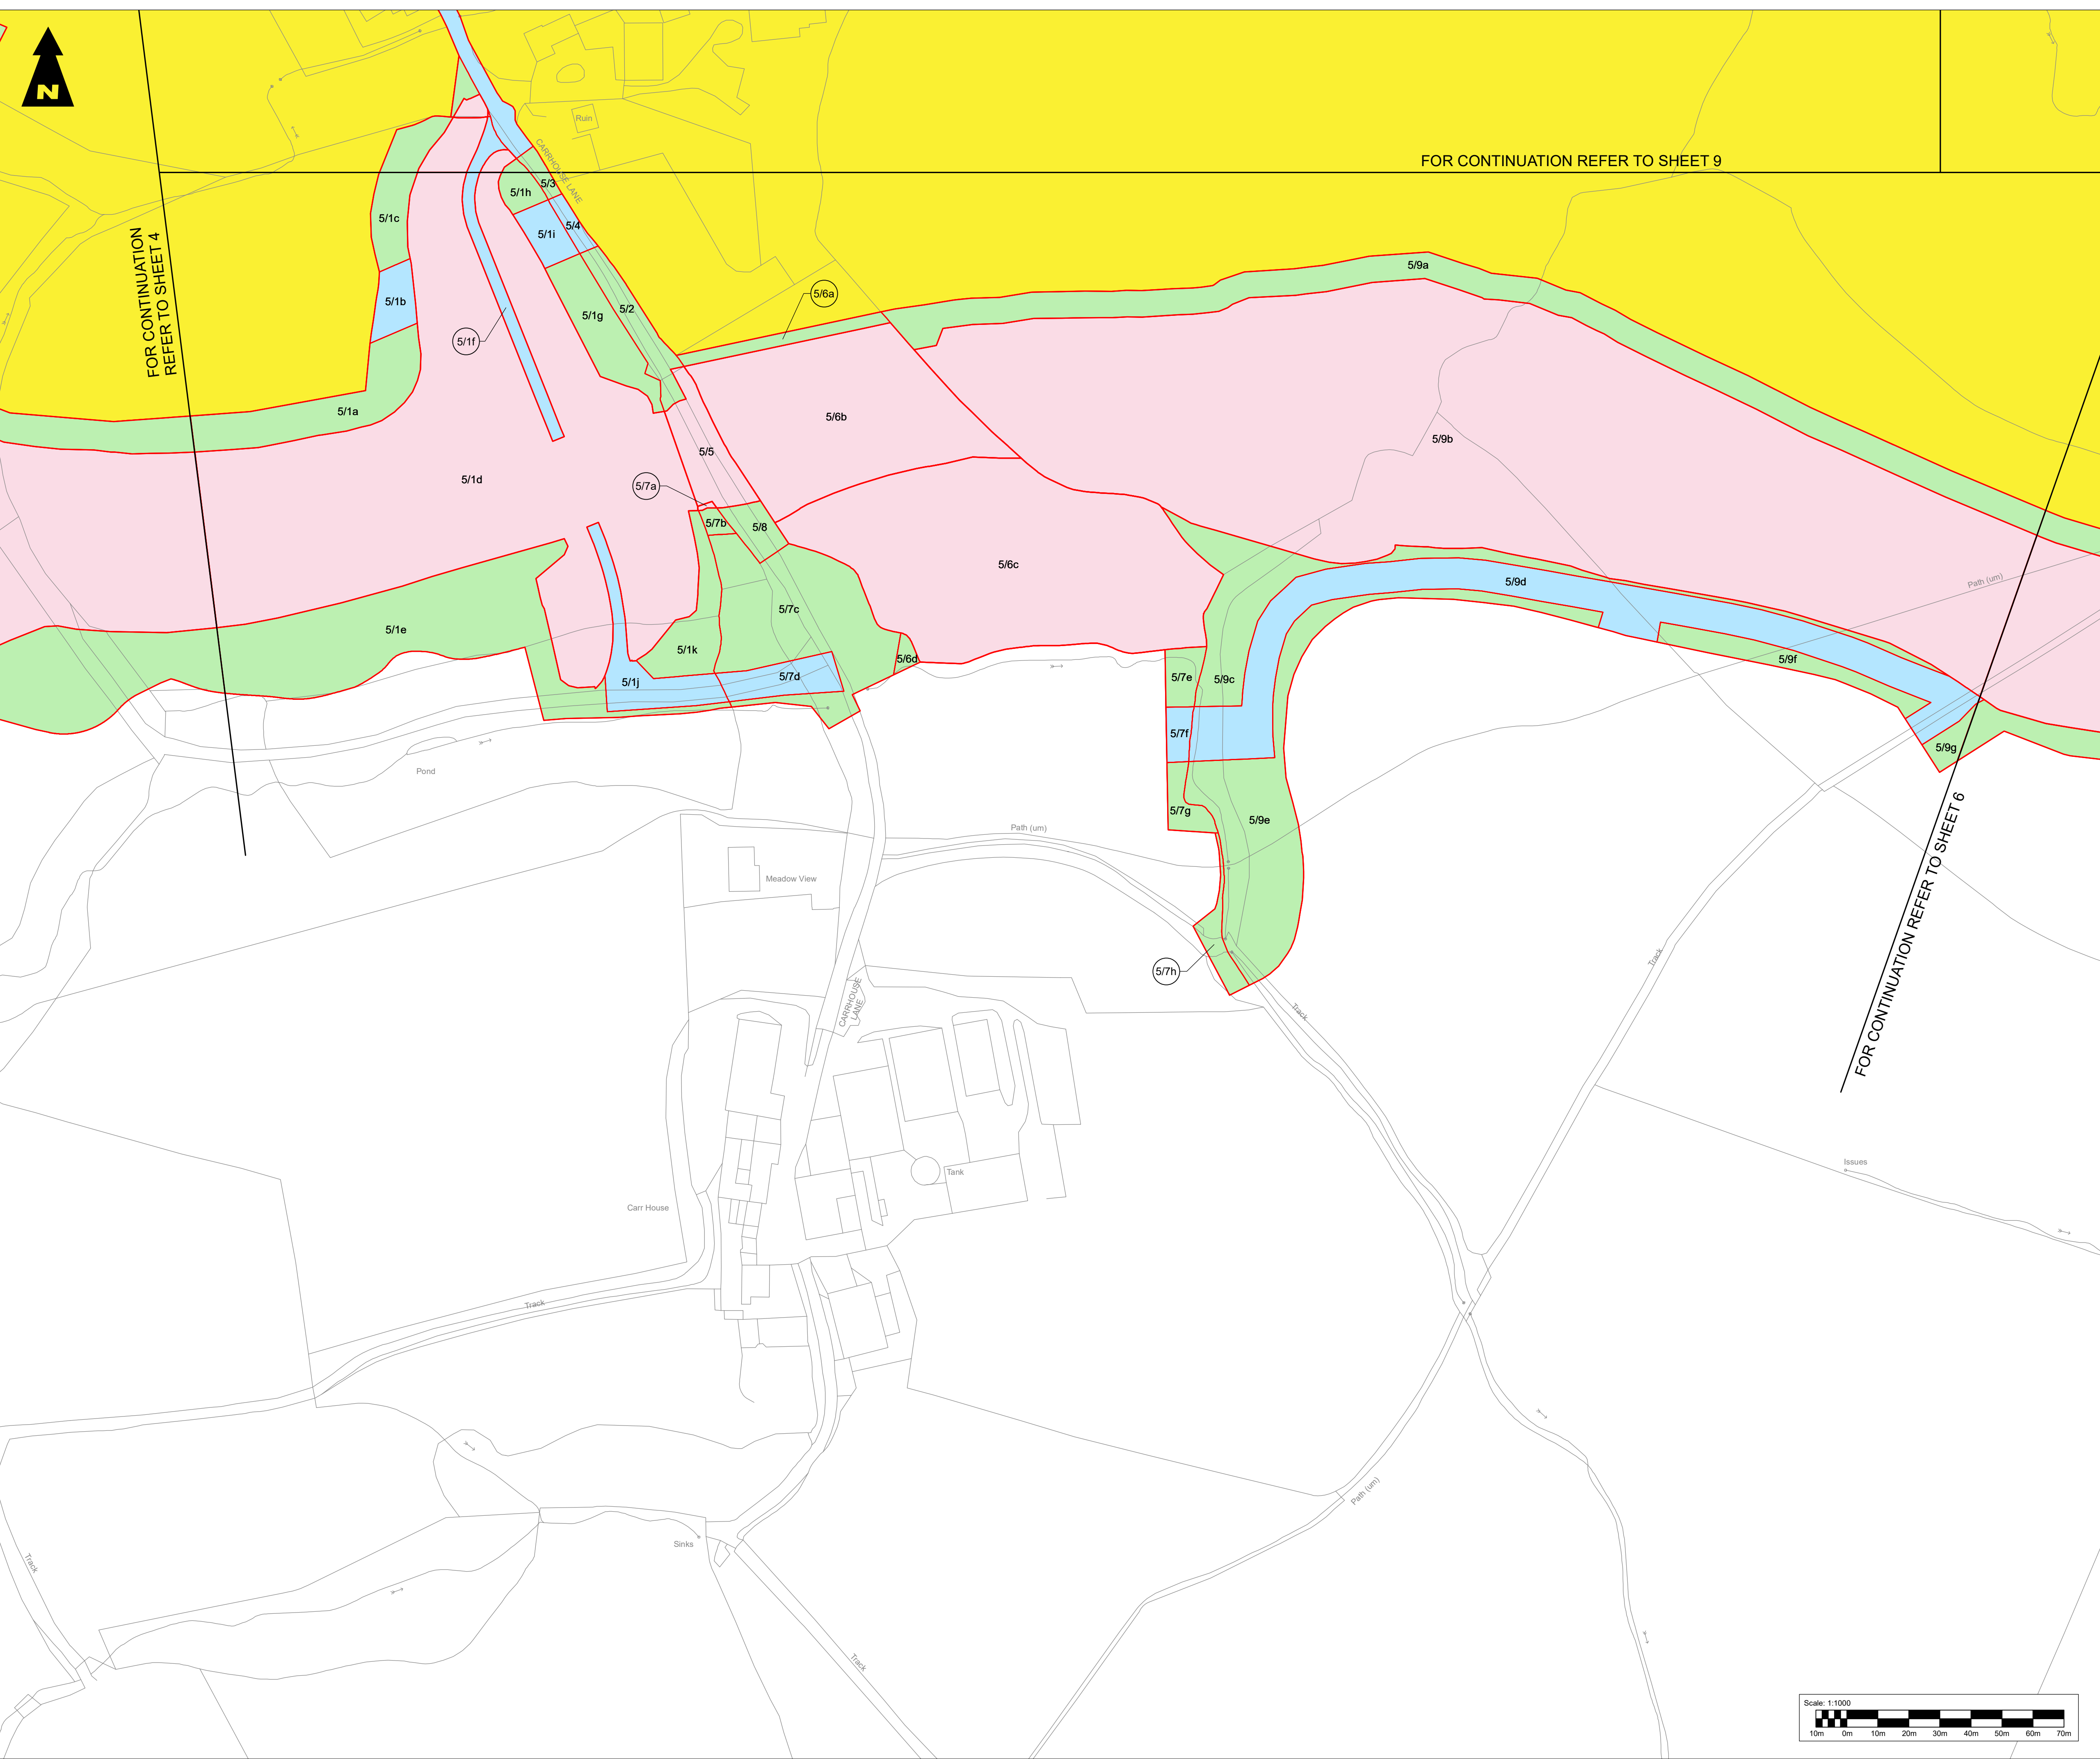 N
Ruin
CARRHOUSE LANE
FOR CONTINUATION REFER TO SHEET 9
FOR CONTINUATION
REFER TO SHEET 4
5/3
5/1h
5/1c
5/4
5/1i
5/9a
5/6a
5/1b
5/2
5/1g
5/1f
5/1a
5/6b
5/9b
5/5
5/1d
5/7a
5/7b
5/8
5/6c
5/9d
Path (um)
5/7c
5/1e
5/1k
5/6d
5/9f
5/7d
5/7e
5/9c
5/1j
5/7f
5/9g
Pond
5/7g
5/9e
Path (um)
Meadow View
FOR CONTINUATION REFER TO SHEET 6
Track
5/7h
CARRHOUSE
LANE
Track
Issues
Tank
Carr House
Track
Path (um)
Sinks
Track
Track
Scale: 1:1000
10m 0m 10m 20m 30m 40m 50m 60m 70m